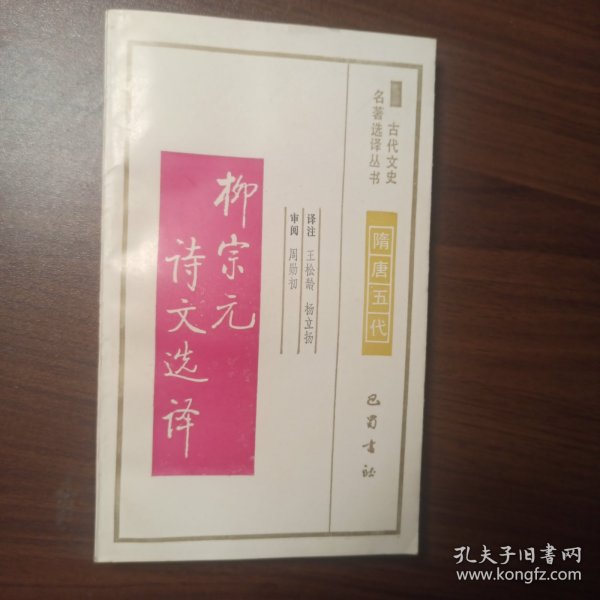 古代文史
名著选译丛书
隋唐五代
译注 王松龄 杨立扬
审阅 周勋初
柳宗元
诗文选译
巴蜀书社
孔夫子旧书网
www.kongfz.com